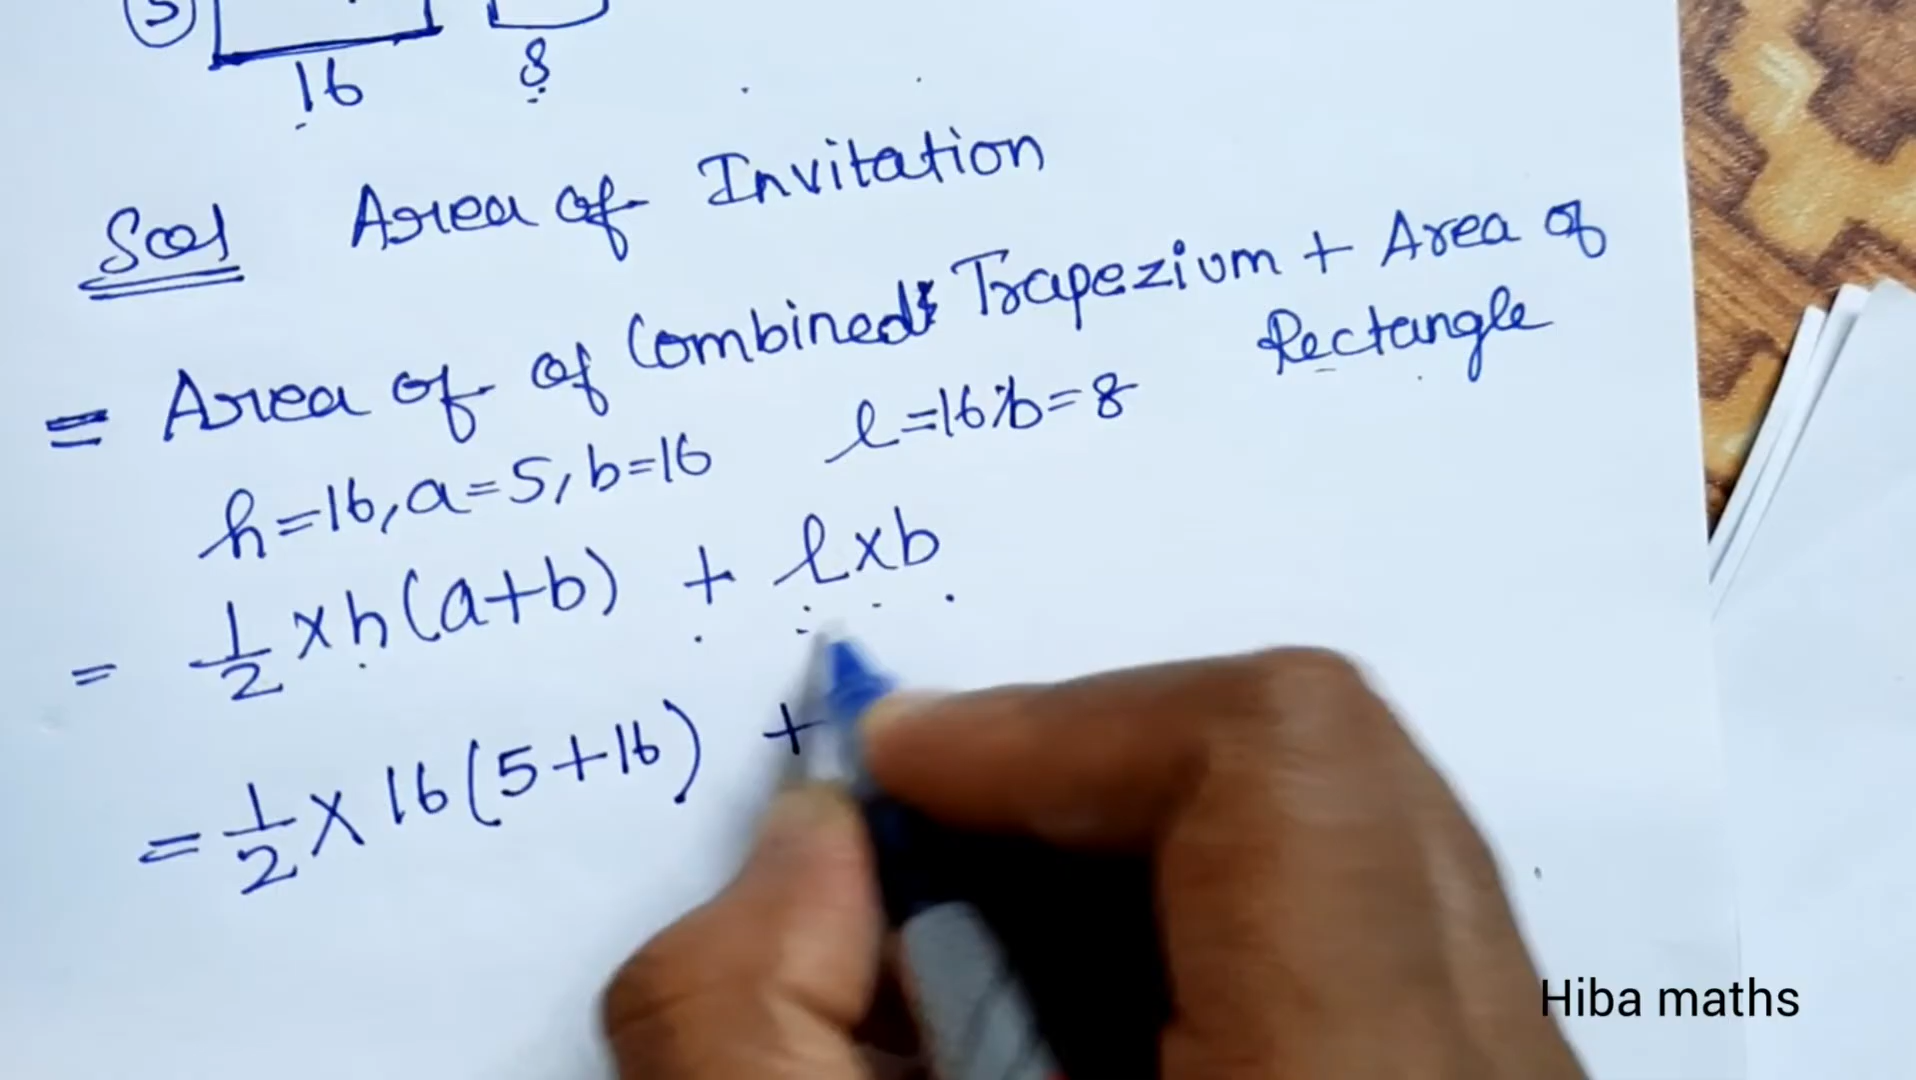 5
16
8
Sol Area of Invitation
= Area of of Combined Trapezium + Area of
Rectangle
h=16, a=5, b=16 l=16, b=8
= 1/2 × h(a+b) + l×b
= 1/2 × 16(5+16) +
Hiba maths